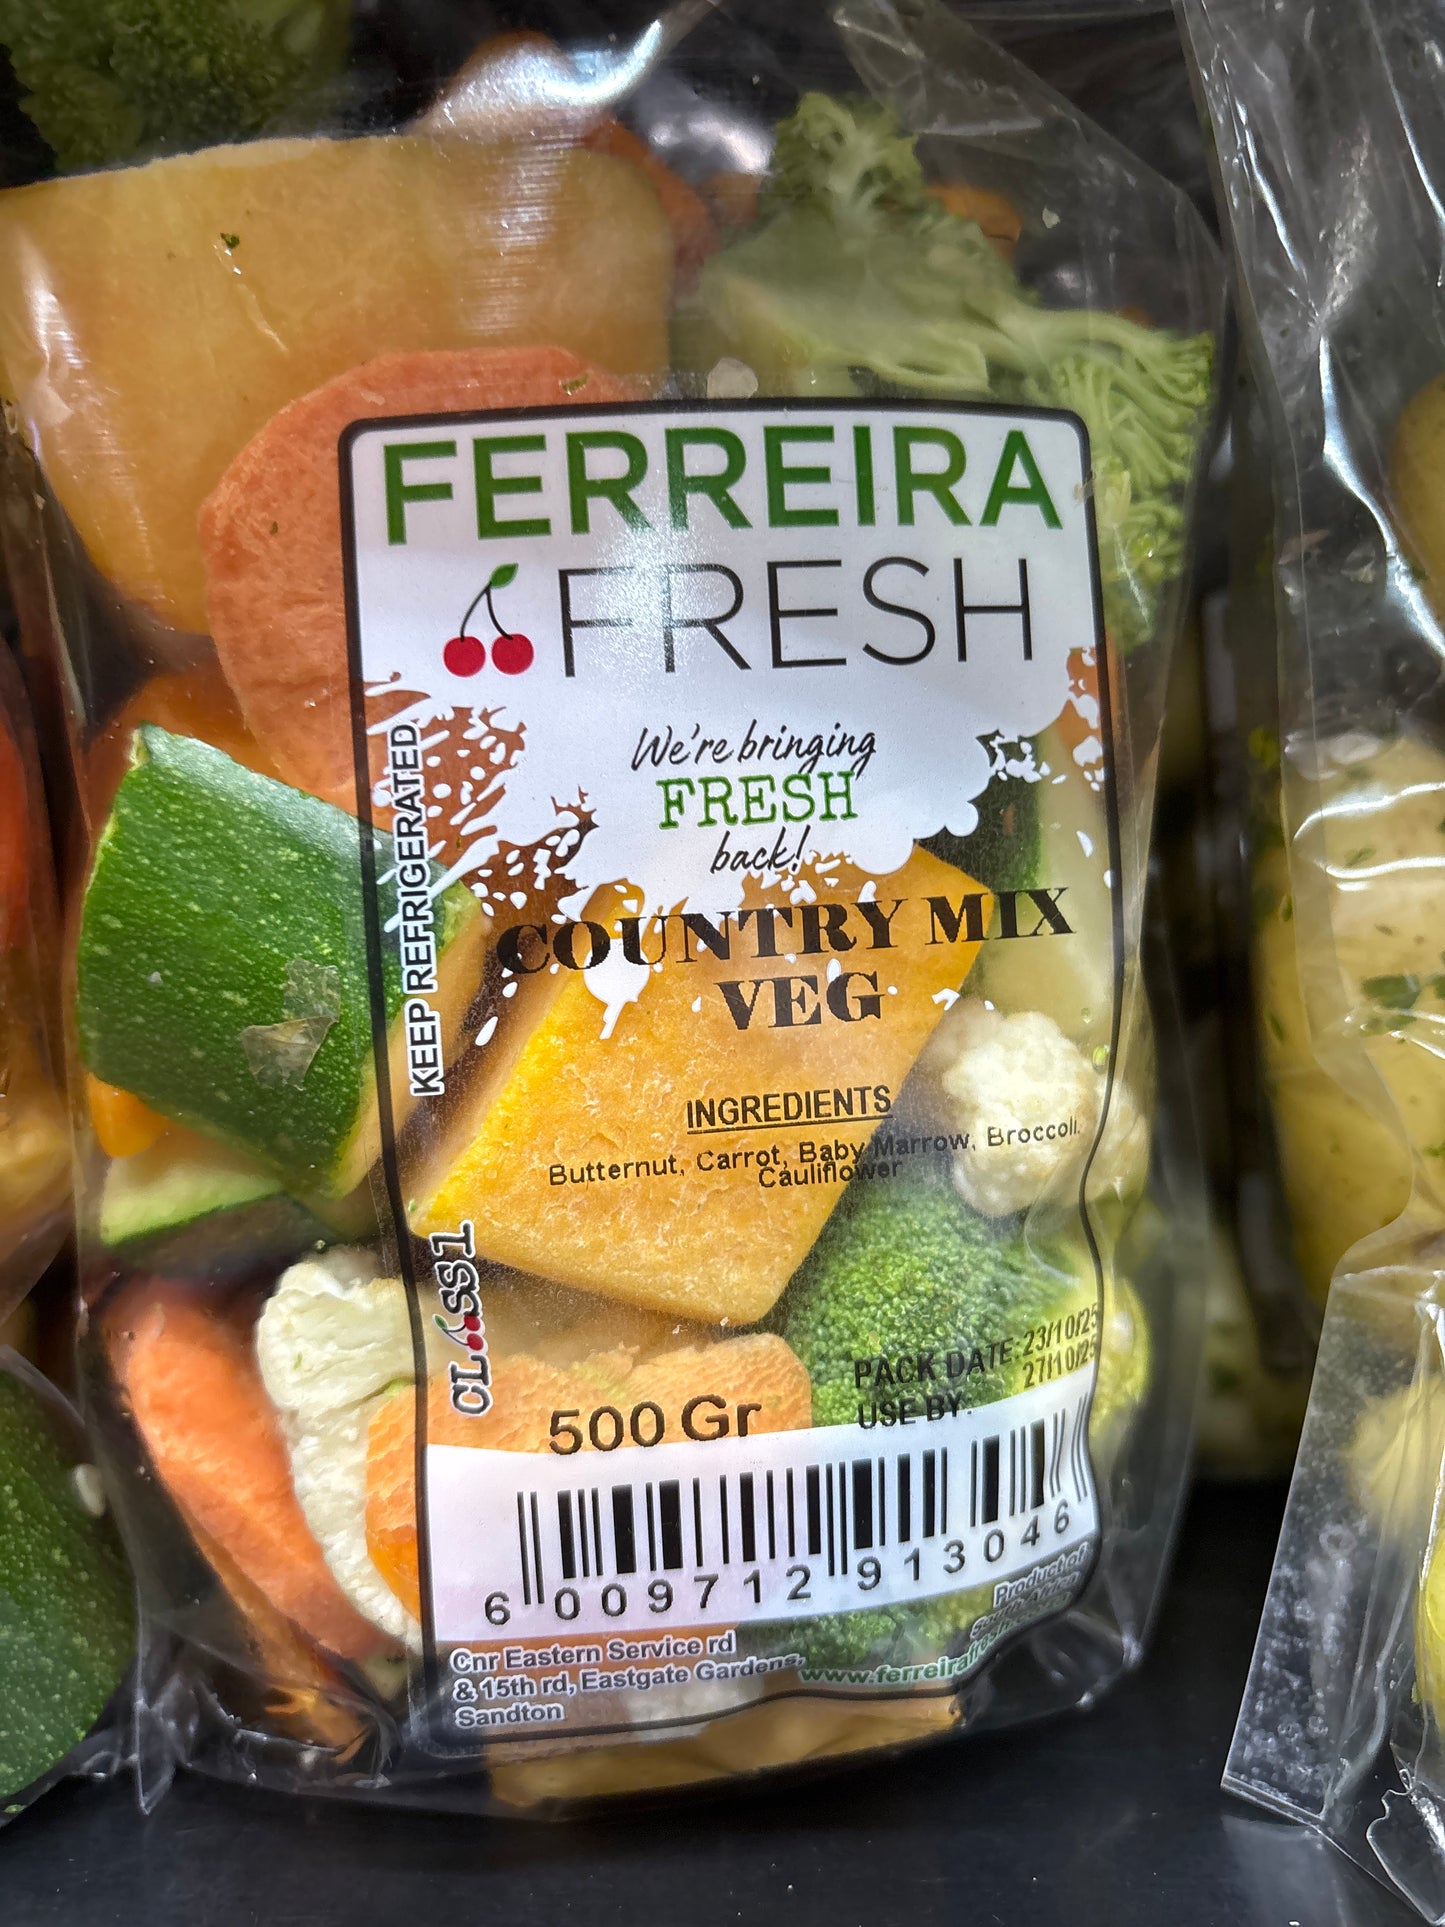 FERREIRA
FRESH
We're bringing
FRESH
back!
KEEP REFRIGERATED
COUNTRY MIX
VEG
INGREDIENTS
Butternut, Carrot, Baby Marrow, Broccoli,
Cauliflower
CLASS1
500 Gr
PACK DATE:23/10/25
USE BY: 27/10/25
6 009712 913046
Product of
South Africa
Cnr Eastern Service rd
& 15th rd, Eastgate Gardens,
Sandton
www.ferreirafresh